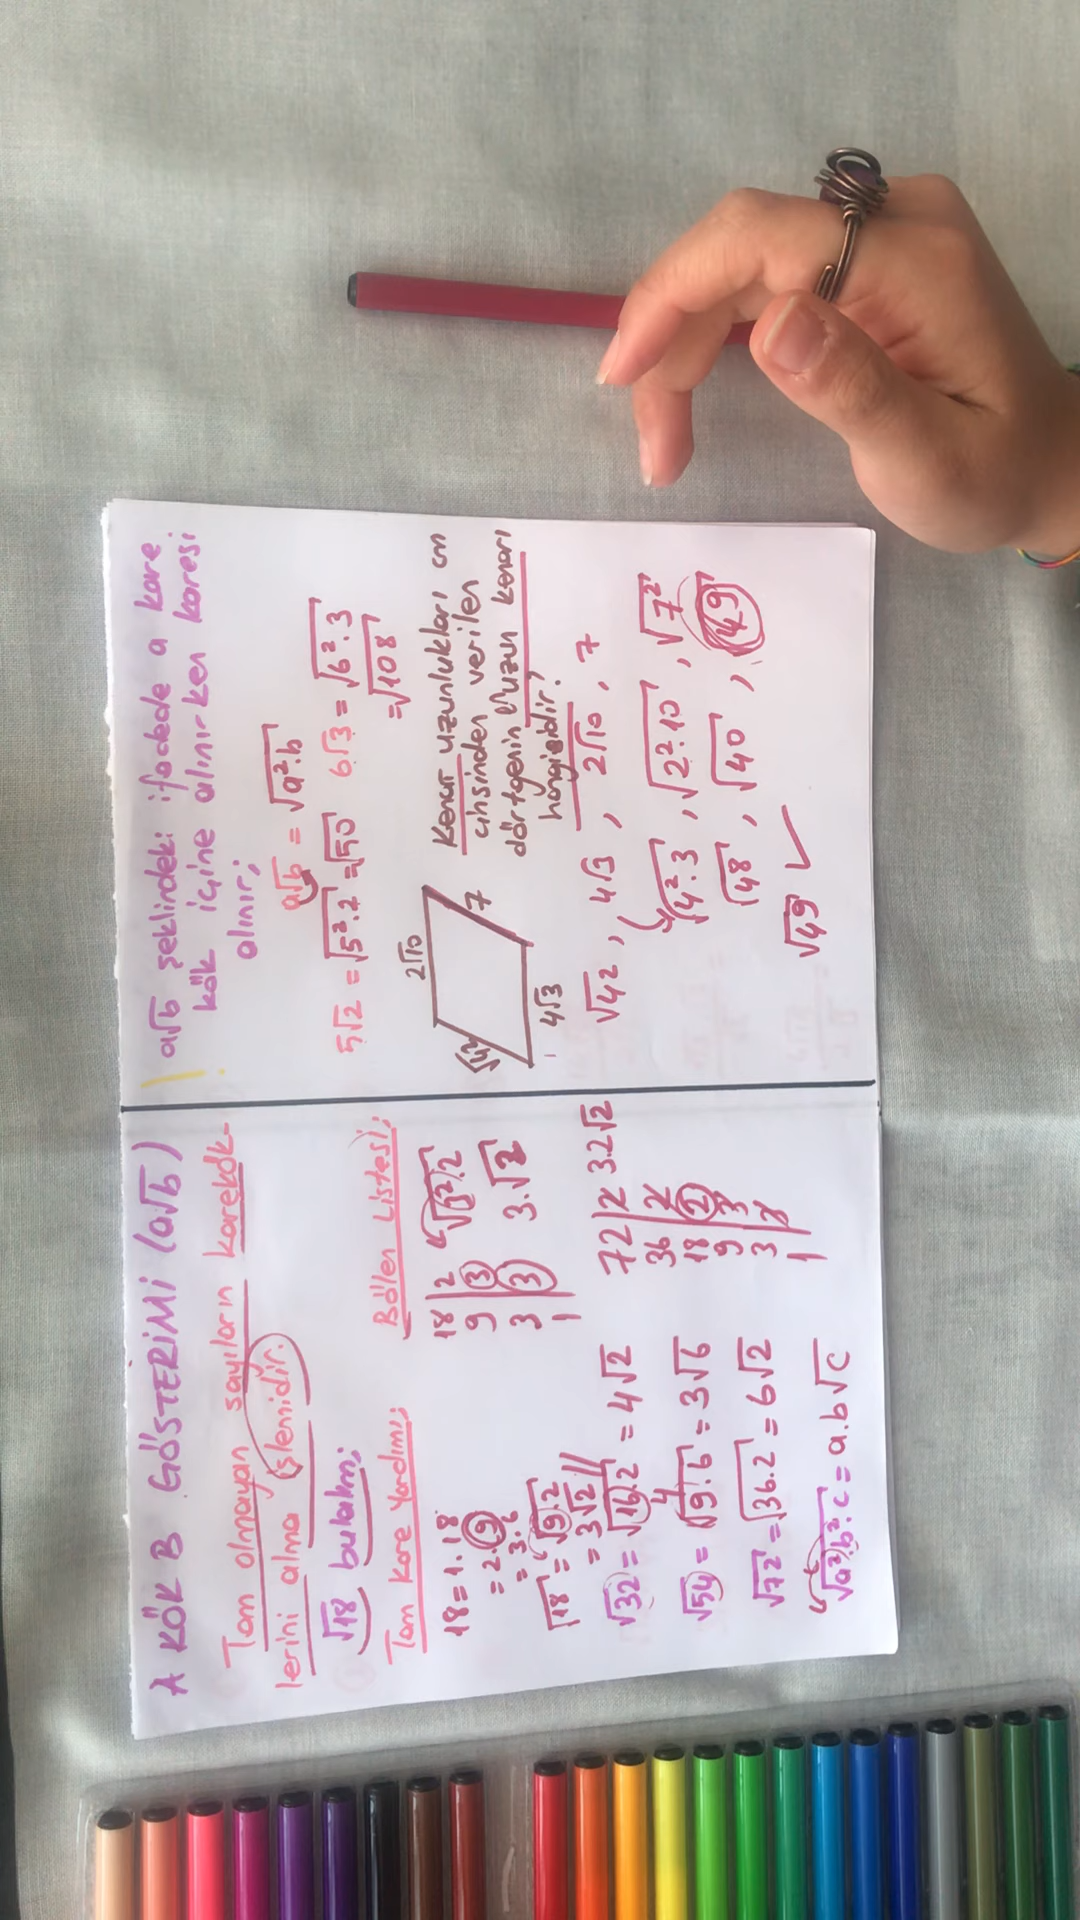 A KÖK B GÖSTERİMİ (a√b)
Tam olmayan sayıların karekök-
lerini alma işlemidir.
√18 bulalım;
Tam kare Yardımı;
18 = 1.18
= 2.9
= 3.6
√18 = √9.2
= 3√2 //
√32 = √16.2 = 4√2
√54 = √9.6 = 3√6
√72 = √36.2 = 6√2
√a².b².c = a.b√c
Bölen Listesi;
18 | 2 √3².2
9 | 3
3 | 3 3.√2
1
72 | 2 3.2√2
36 | 2
18 | 2
9 | 3
3 | 3
1
! a√b şeklindeki ifadede a kare
kök içine alınırken karesi
alınır;
a√b = √a².b
5√2 = √5².2 = √50 6√3 = √6².3
= √108
2√10
√42
7
4√3
Kenar uzunlukları cm
cinsinden verilen
dörtgenin uzun kenarı
hangisidir?
√42, 4√3, 2√10, 7
√4².3, √2².10, √7²
√48, √40, √49
√49 ✓